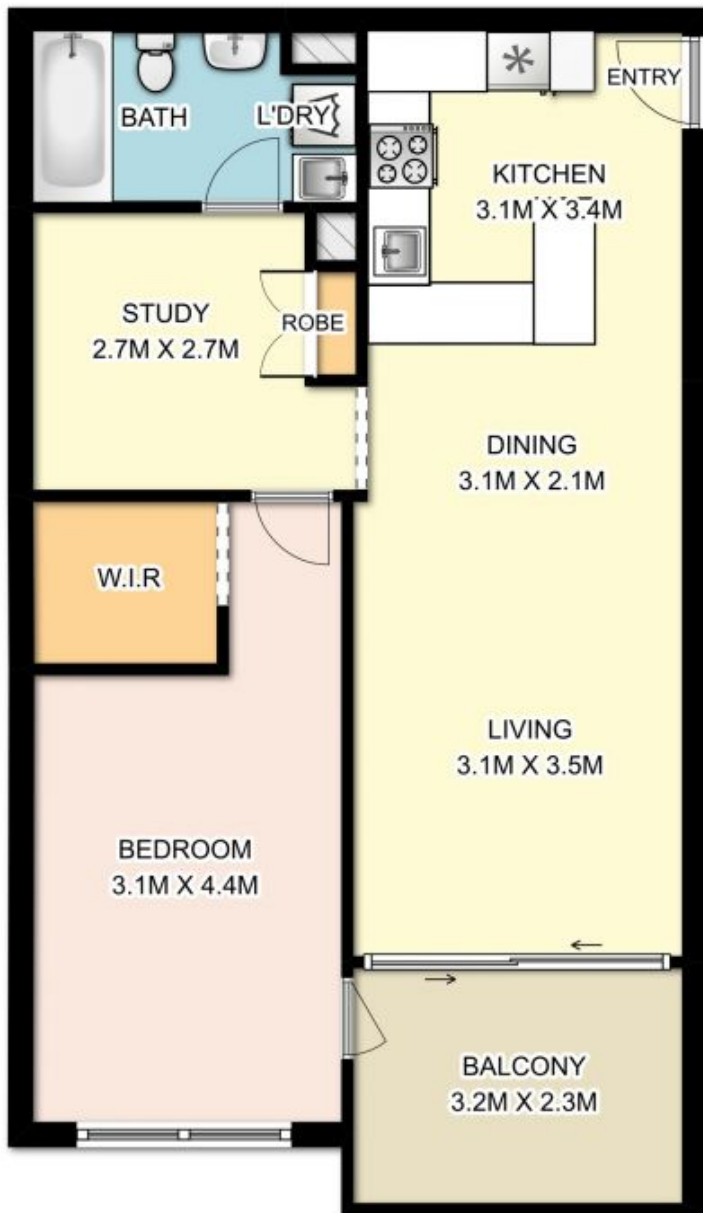 BATH
L'DRY
ENTRY
KITCHEN
3.1M X 3.4M
STUDY
2.7M X 2.7M
ROBE
DINING
3.1M X 2.1M
W.I.R
LIVING
3.1M X 3.5M
BEDROOM
3.1M X 4.4M
BALCONY
3.2M X 2.3M